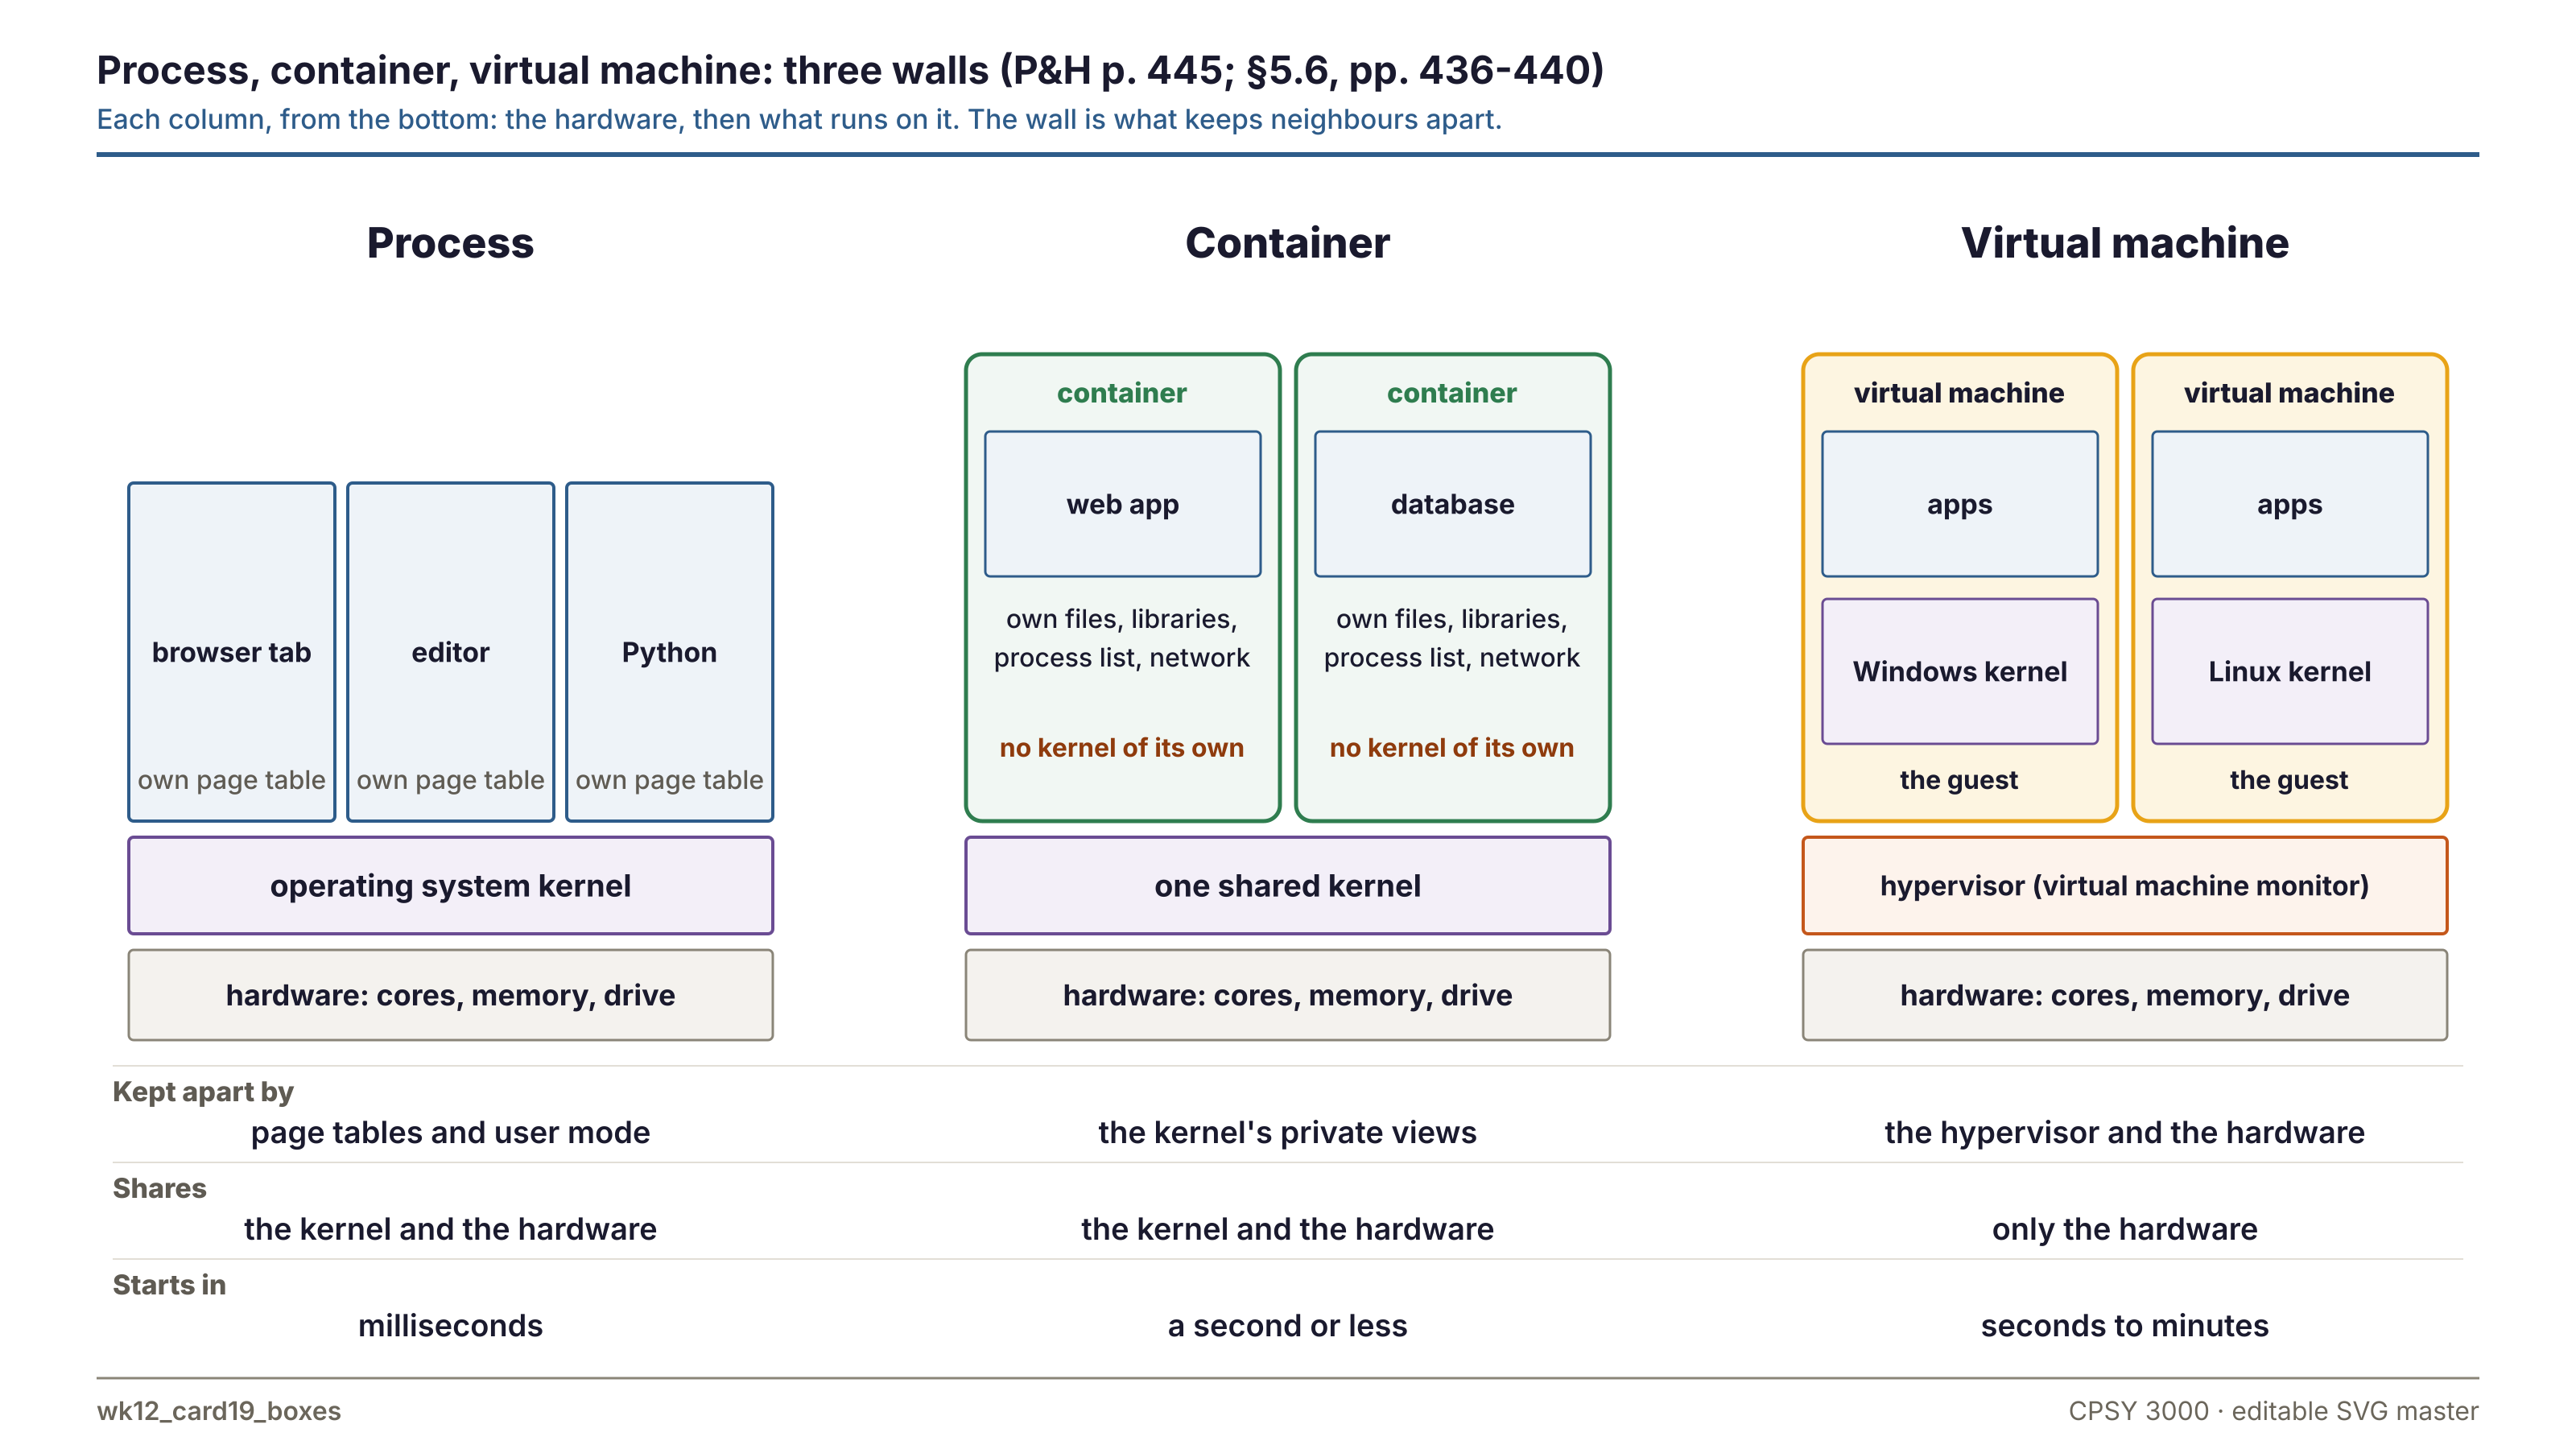 Process, container, virtual machine: three walls (P&H p. 445; §5.6, pp. 436-440)
Each column, from the bottom: the hardware, then what runs on it. The wall is what keeps neighbours apart.
Process
browser tab
own page table
editor
own page table
Python
own page table
operating system kernel
hardware: cores, memory, drive
Container
container
web app
own files, libraries,
process list, network
no kernel of its own
container
database
own files, libraries,
process list, network
no kernel of its own
one shared kernel
hardware: cores, memory, drive
Virtual machine
virtual machine
apps
Windows kernel
the guest
virtual machine
apps
Linux kernel
the guest
hypervisor (virtual machine monitor)
hardware: cores, memory, drive
Kept apart by
page tables and user mode
the kernel's private views
the hypervisor and the hardware
Shares
the kernel and the hardware
the kernel and the hardware
only the hardware
Starts in
milliseconds
a second or less
seconds to minutes
wk12_card19_boxes
CPSY 3000 · editable SVG master